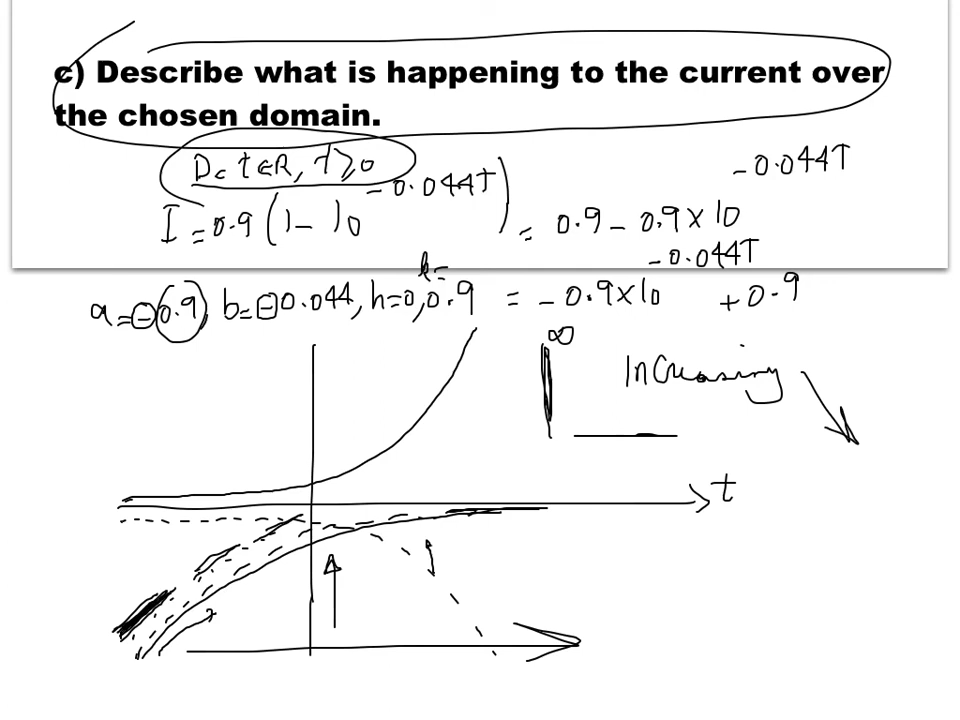 c) Describe what is happening to the current over
the chosen domain.
D: t∈R, t≥0
I = 0.9 (1 - 10^-0.044T) = 0.9 - 0.9 × 10^-0.044T
a = -0.9, b = -0.044, h = 0, k = 0.9 = -0.9 × 10^-0.044T + 0.9
∞
Increasing
t